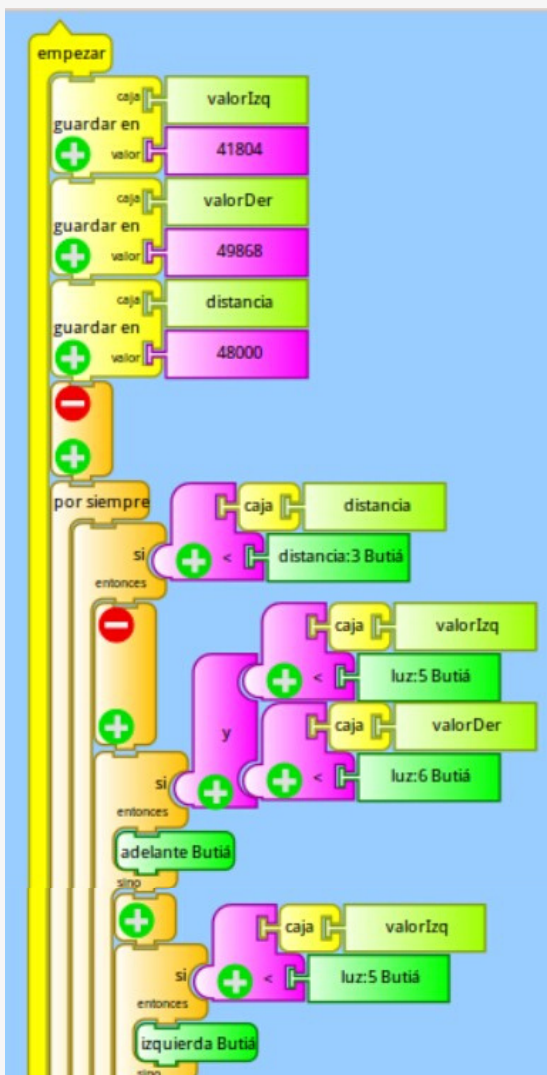 empezar
caja valorIzq
guardar en
valor 41804
caja valorDer
guardar en
valor 49868
caja distancia
guardar en
valor 48000
por siempre
caja distancia
si < distancia:3 Butiá
entonces
caja valorIzq
< luz:5 Butiá
y
caja valorDer
si < luz:6 Butiá
entonces
adelante Butiá
sino
caja valorIzq
si < luz:5 Butiá
entonces
izquierda Butiá
sino